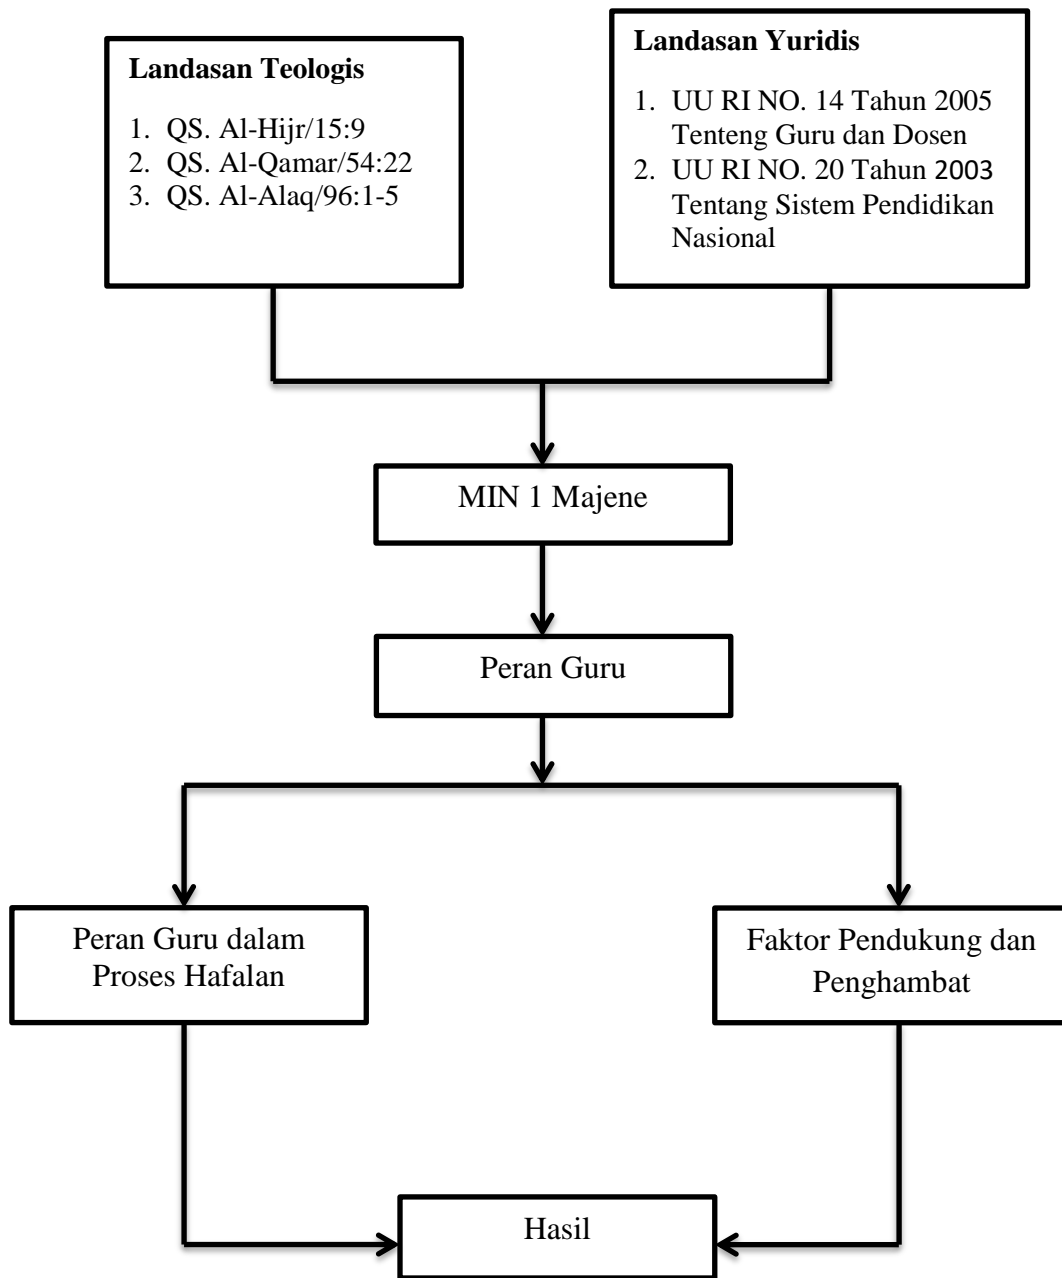 Landasan Teologis
1. QS. Al-Hijr/15:9
2. QS. Al-Qamar/54:22
3. QS. Al-Alaq/96:1-5
Landasan Yuridis
1. UU RI NO. 14 Tahun 2005
Tenteng Guru dan Dosen
2. UU RI NO. 20 Tahun 2003
Tentang Sistem Pendidikan
Nasional
MIN 1 Majene
Peran Guru
Peran Guru dalam
Proses Hafalan
Faktor Pendukung dan
Penghambat
Hasil